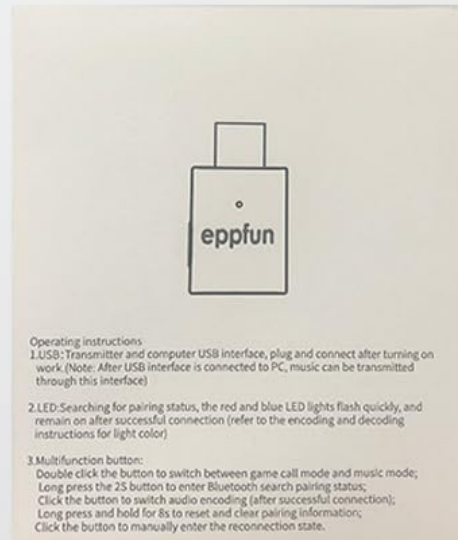 eppfun
Operating instructions
1.USB:Transmitter and computer USB interface, plug and connect after turning on
work.(Note: After USB interface is connected to PC, music can be transmitted
through this interface)
2.LED:Searching for pairing status, the red and blue LED lights flash quickly, and
remain on after successful connection (refer to the encoding and decoding
instructions for light color)
3.Multifunction button:
Double click the button to switch between game call mode and music mode;
Long press the 2S button to enter Bluetooth search pairing status;
Click the button to switch audio encoding (after successful connection);
Long press and hold for 8s to reset and clear pairing information;
Click the button to manually enter the reconnection state.